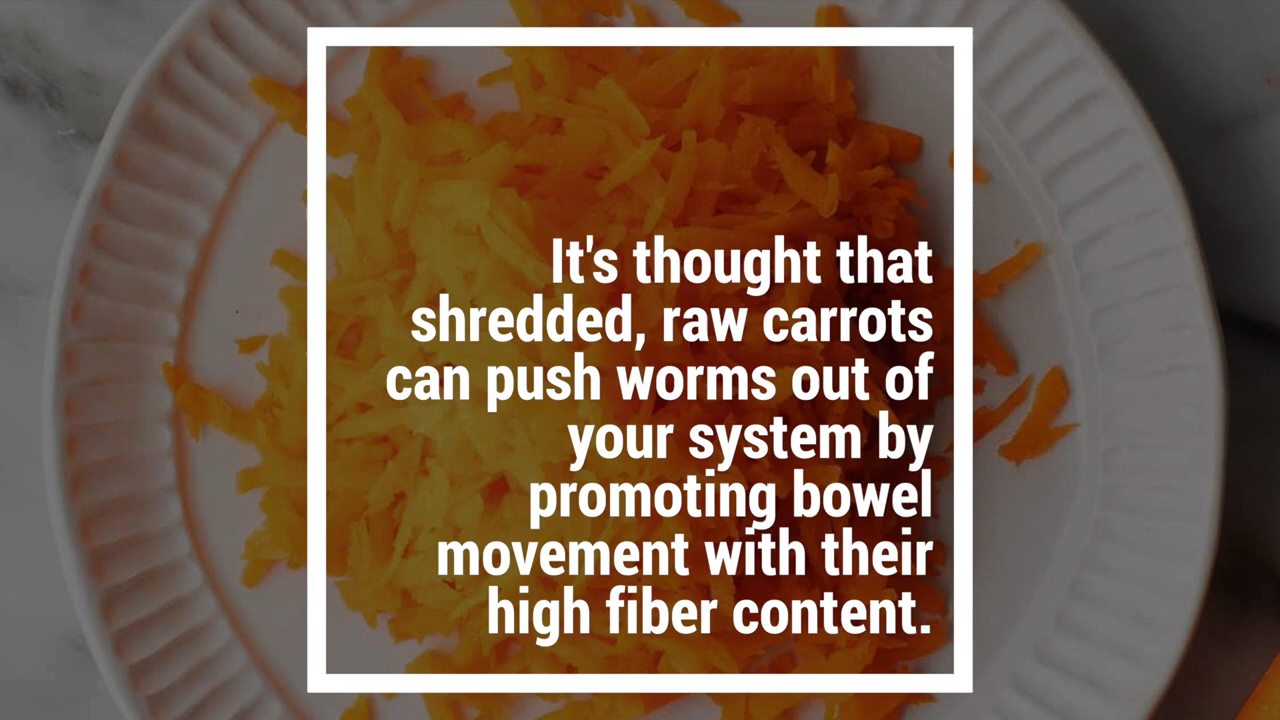 It's thought that
shredded, raw carrots
can push worms out of
your system by
promoting bowel
movement with their
high fiber content.